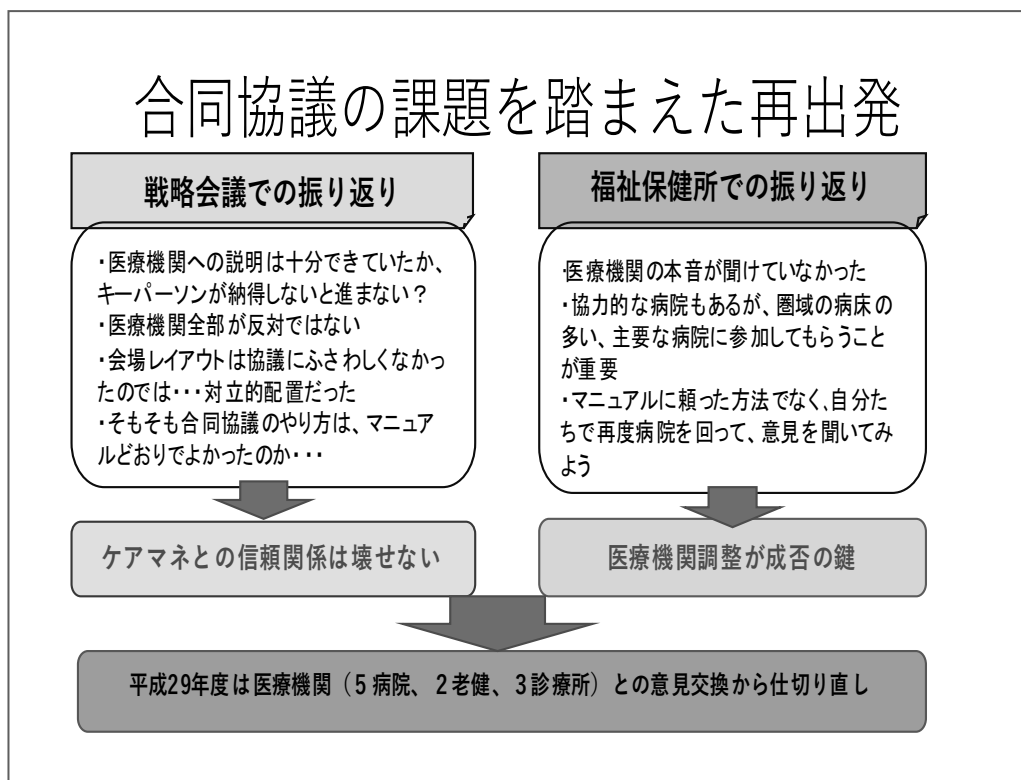 合同協議の課題を踏まえた再出発
戦略会議での振り返り
・医療機関への説明は十分できていたか、
キーパーソンが納得しないと進まない？
・医療機関全部が反対ではない
・会場レイアウトは協議にふさわしくなかっ
たのでは・・・対立的配置だった
・そもそも合同協議のやり方は、マニュア
ルどおりでよかったのか・・・
ケアマネとの信頼関係は壊せない
福祉保健所での振り返り
・医療機関の本音が聞けていなかった
・協力的な病院もあるが、圏域の病床の
多い、主要な病院に参加してもらうこと
が重要
・マニュアルに頼った方法でなく、自分た
ちで再度病院を回って、意見を聞いてみ
よう
医療機関調整が成否の鍵
平成29年度は医療機関（５病院、２老健、３診療所）との意見交換から仕切り直し